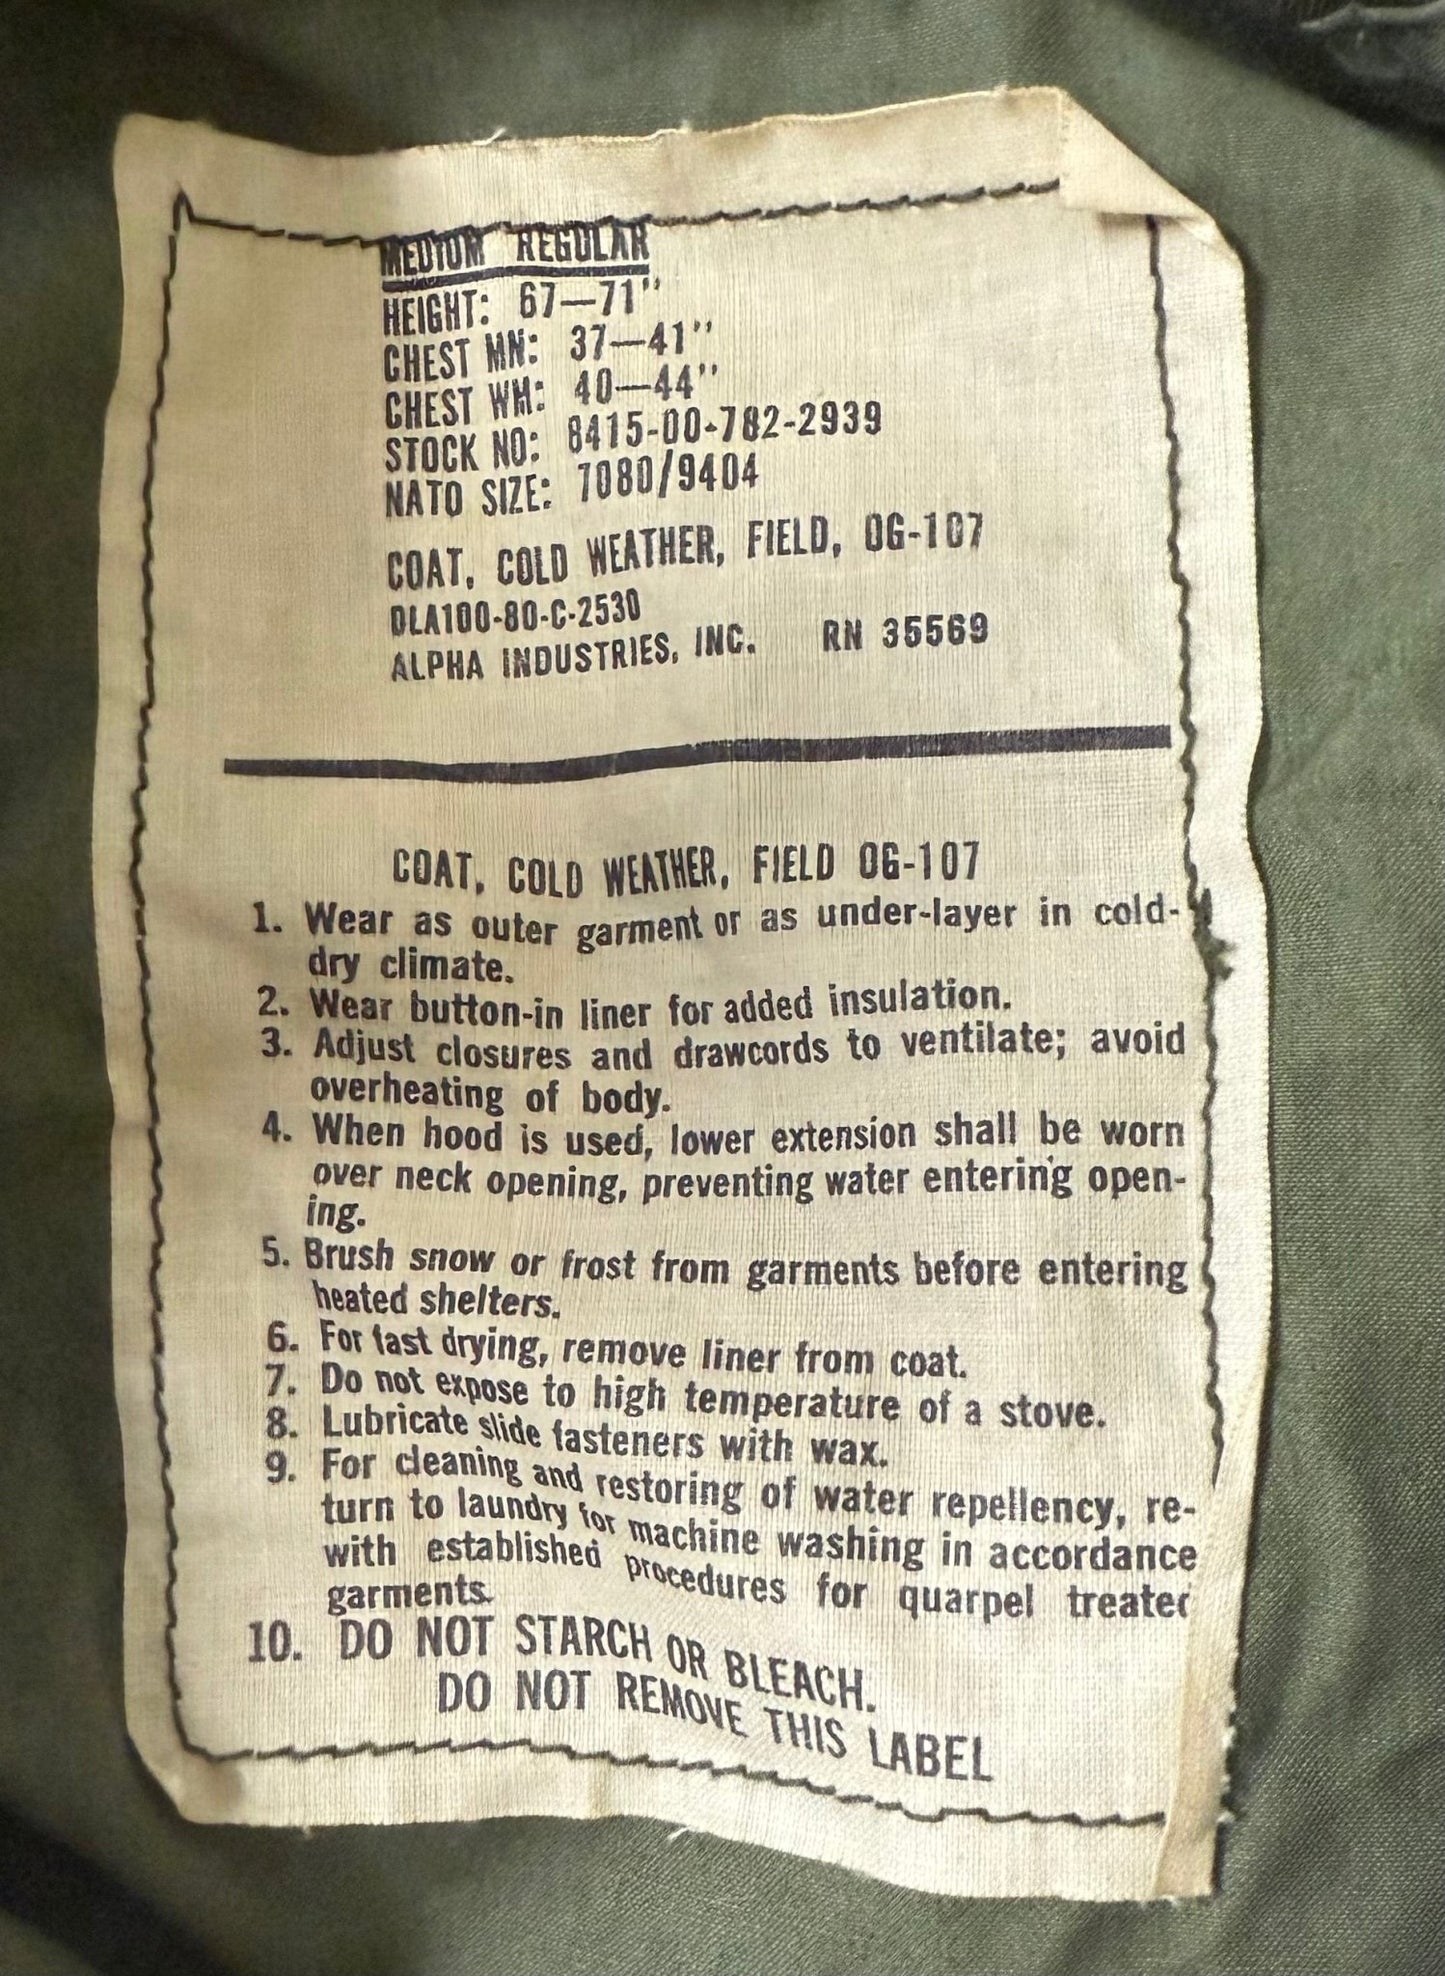 MEDIUM REGULAR
HEIGHT: 67—71"
CHEST MN: 37—41"
CHEST WH: 40—44"
STOCK NO: 8415-00-782-2939
NATO SIZE: 7080/9404
COAT, COLD WEATHER, FIELD, OG-107
DLA100-80-C-2530
ALPHA INDUSTRIES, INC. RN 35569
COAT, COLD WEATHER, FIELD OG-107
1. Wear as outer garment or as under-layer in cold-
dry climate.
2. Wear button-in liner for added insulation.
3. Adjust closures and drawcords to ventilate; avoid
overheating of body.
4. When hood is used, lower extension shall be worn
over neck opening, preventing water entering open-
ing.
5. Brush snow or frost from garments before entering
heated shelters.
6. For fast drying, remove liner from coat.
7. Do not expose to high temperature of a stove.
8. Lubricate slide fasteners with wax.
9. For cleaning and restoring of water repellency, re-
turn to laundry for machine washing in accordance
with established procedures for quarpel treated
garments.
10. DO NOT STARCH OR BLEACH.
DO NOT REMOVE THIS LABEL